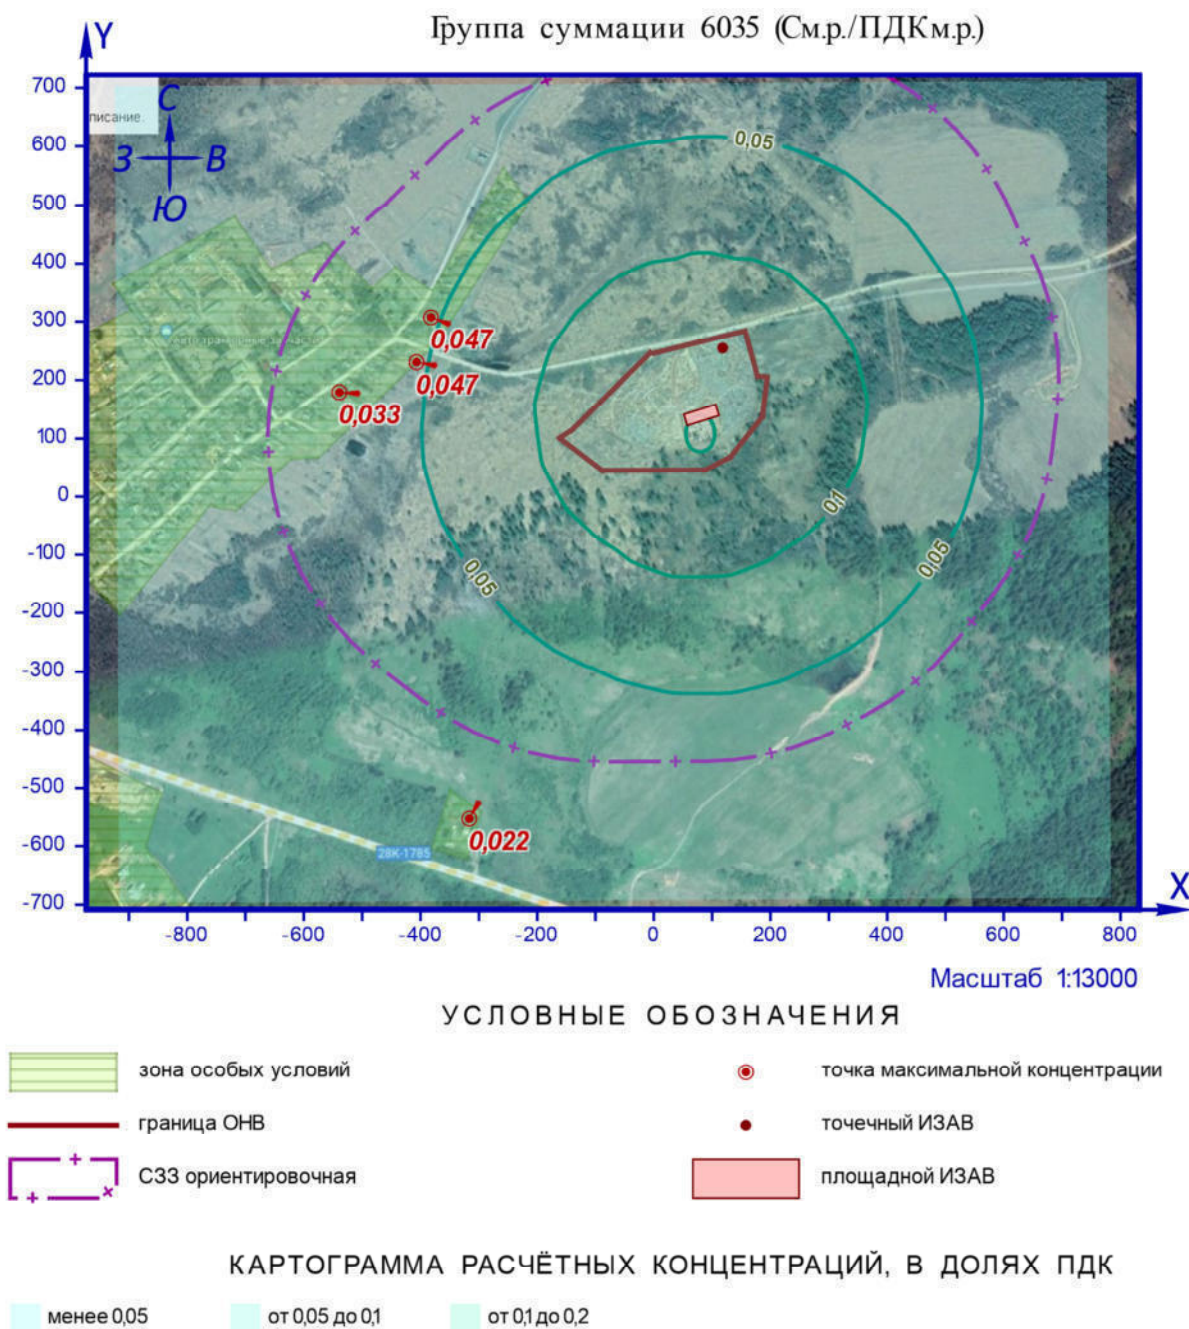 Группа суммации 6035 (См.р./ПДКм.р.)
Y
700
600
500
400
300
200
100
0
-100
-200
-300
-400
-500
-600
-700
писание.
С
З
В
Ю
0,05
0,047
0,047
0,033
0,1
0,05
0,05
0,022
28К-1785
X
-800
-600
-400
-200
0
200
400
600
800
Масштаб 1:13000
УСЛОВНЫЕ ОБОЗНАЧЕНИЯ
зона особых условий
точка максимальной концентрации
граница ОНВ
точечный ИЗАВ
СЗЗ ориентировочная
площадной ИЗАВ
КАРТОГРАММА РАСЧЁТНЫХ КОНЦЕНТРАЦИЙ, В ДОЛЯХ ПДК
менее 0,05
от 0,05 до 0,1
от 0,1 до 0,2